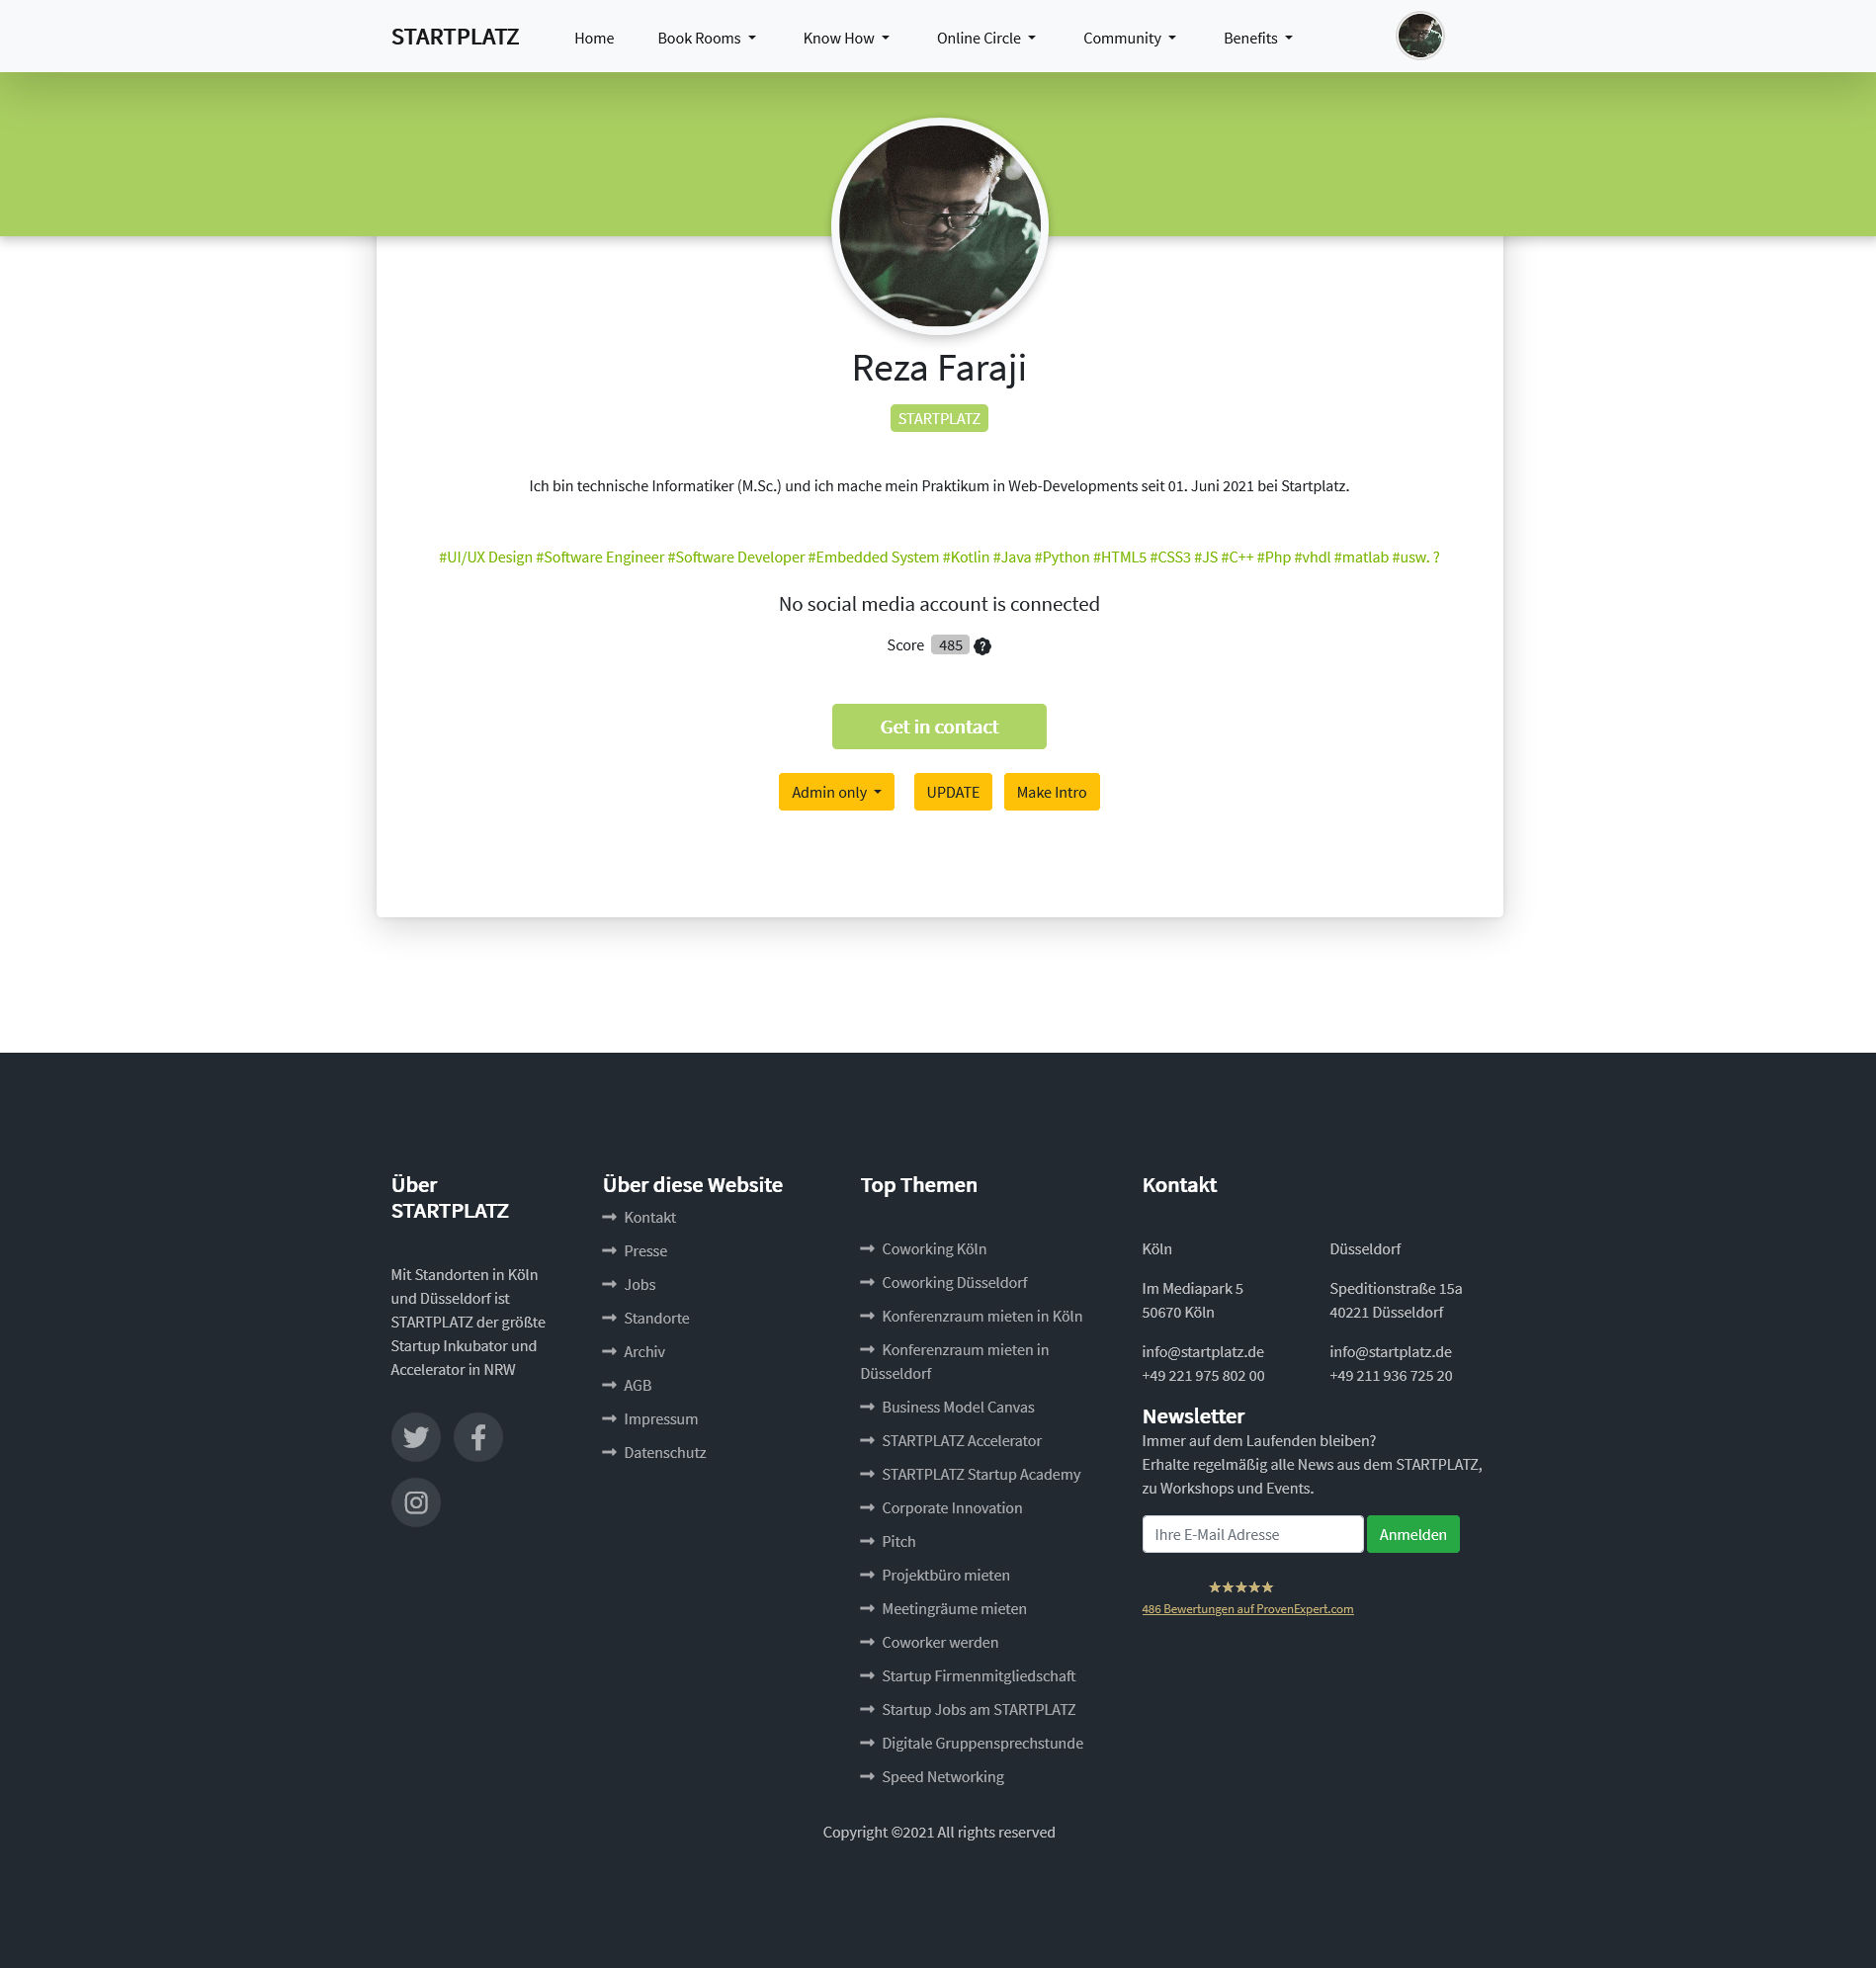 STARTPLATZ Home Book Rooms Know How Online Circle Community Benefits
Reza Faraji
STARTPLATZ
Ich bin technische Informatiker (M.Sc.) und ich mache mein Praktikum in Web-Developments seit 01. Juni 2021 bei Startplatz.
#UI/UX Design #Software Engineer #Software Developer #Embedded System #Kotlin #Java #Python #HTML5 #CSS3 #JS #C++ #Php #vhdl #matlab #usw. ?
No social media account is connected
Score 485 ?
Get in contact
Admin only UPDATE Make Intro
Über
STARTPLATZ
Mit Standorten in Köln
und Düsseldorf ist
STARTPLATZ der größte
Startup Inkubator und
Accelerator in NRW
Über diese Website
Kontakt
Presse
Jobs
Standorte
Archiv
AGB
Impressum
Datenschutz
Top Themen
Coworking Köln
Coworking Düsseldorf
Konferenzraum mieten in Köln
Konferenzraum mieten in
Düsseldorf
Business Model Canvas
STARTPLATZ Accelerator
STARTPLATZ Startup Academy
Corporate Innovation
Pitch
Projektbüro mieten
Meetingräume mieten
Coworker werden
Startup Firmenmitgliedschaft
Startup Jobs am STARTPLATZ
Digitale Gruppensprechstunde
Speed Networking
Kontakt
Köln
Im Mediapark 5
50670 Köln
info@startplatz.de
+49 221 975 802 00
Düsseldorf
Speditionstraße 15a
40221 Düsseldorf
info@startplatz.de
+49 211 936 725 20
Newsletter
Immer auf dem Laufenden bleiben?
Erhalte regelmäßig alle News aus dem STARTPLATZ,
zu Workshops und Events.
Ihre E-Mail Adresse Anmelden
486 Bewertungen auf ProvenExpert.com
Copyright ©2021 All rights reserved